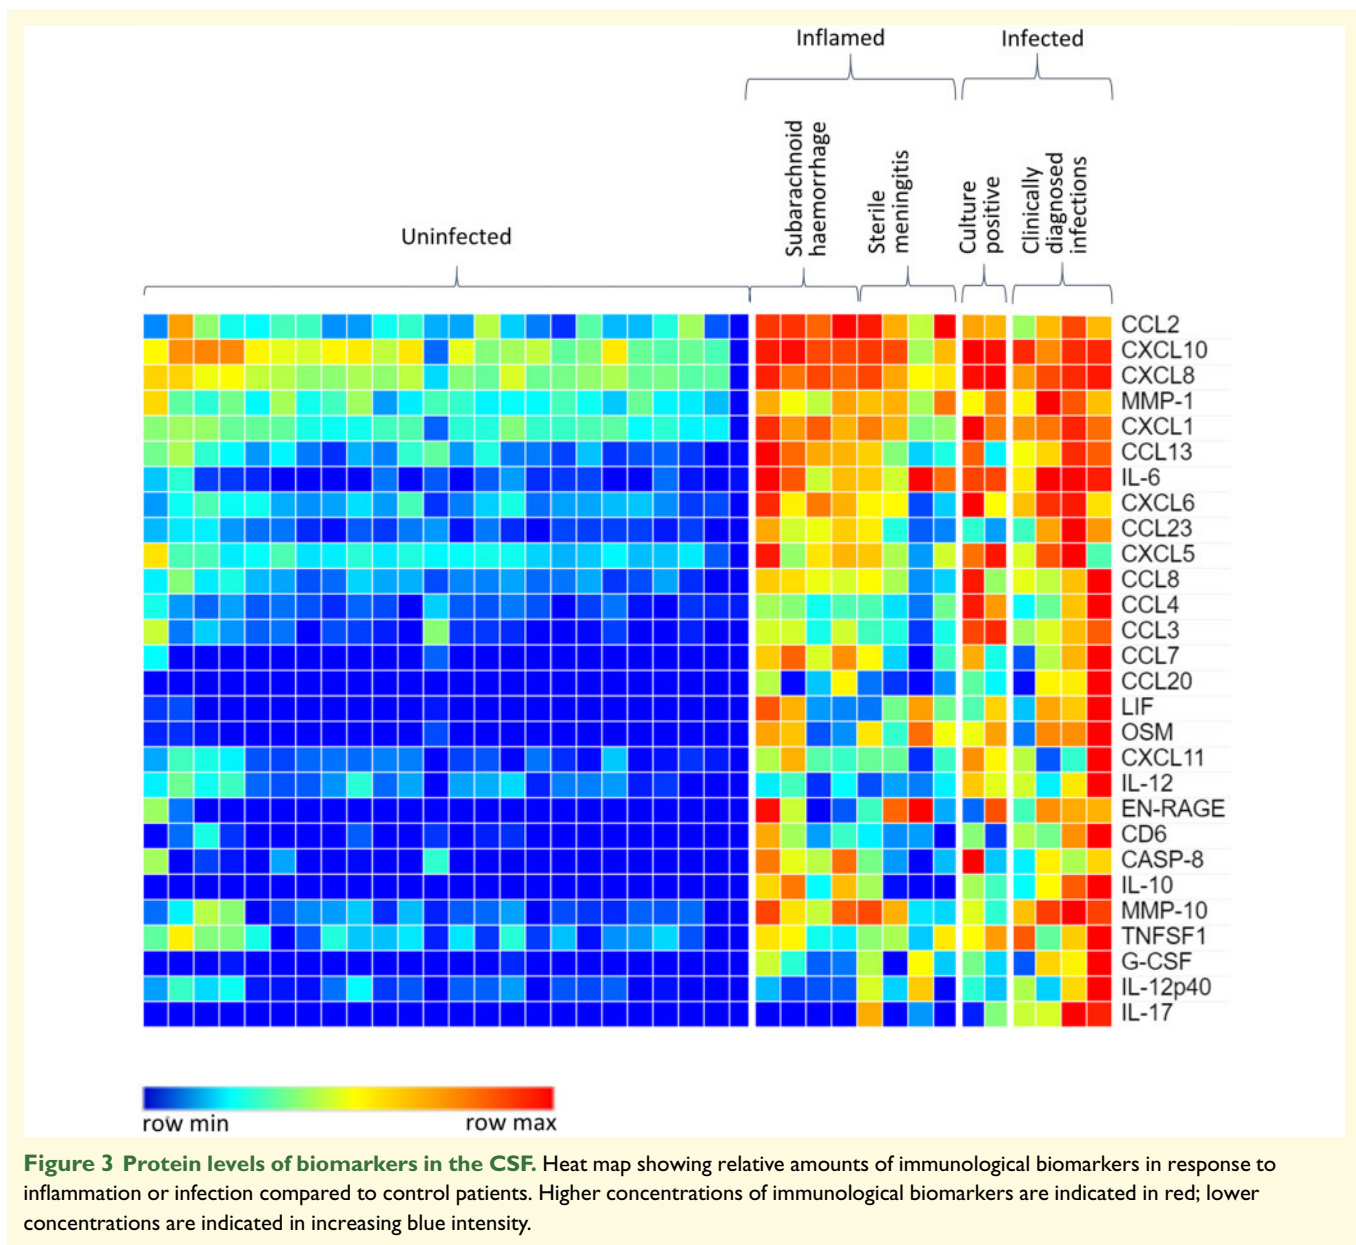 Inflamed
Infected
Subarachnoid
haemorrhage
Sterile
meningitis
Culture
positive
Clinically
diagnosed
infections
Uninfected
CCL2
CXCL10
CXCL8
MMP-1
CXCL1
CCL13
IL-6
CXCL6
CCL23
CXCL5
CCL8
CCL4
CCL3
CCL7
CCL20
LIF
OSM
CXCL11
IL-12
EN-RAGE
CD6
CASP-8
IL-10
MMP-10
TNFSF1
G-CSF
IL-12p40
IL-17
row min
row max
Figure 3 Protein levels of biomarkers in the CSF. Heat map showing relative amounts of immunological biomarkers in response to
inflammation or infection compared to control patients. Higher concentrations of immunological biomarkers are indicated in red; lower
concentrations are indicated in increasing blue intensity.